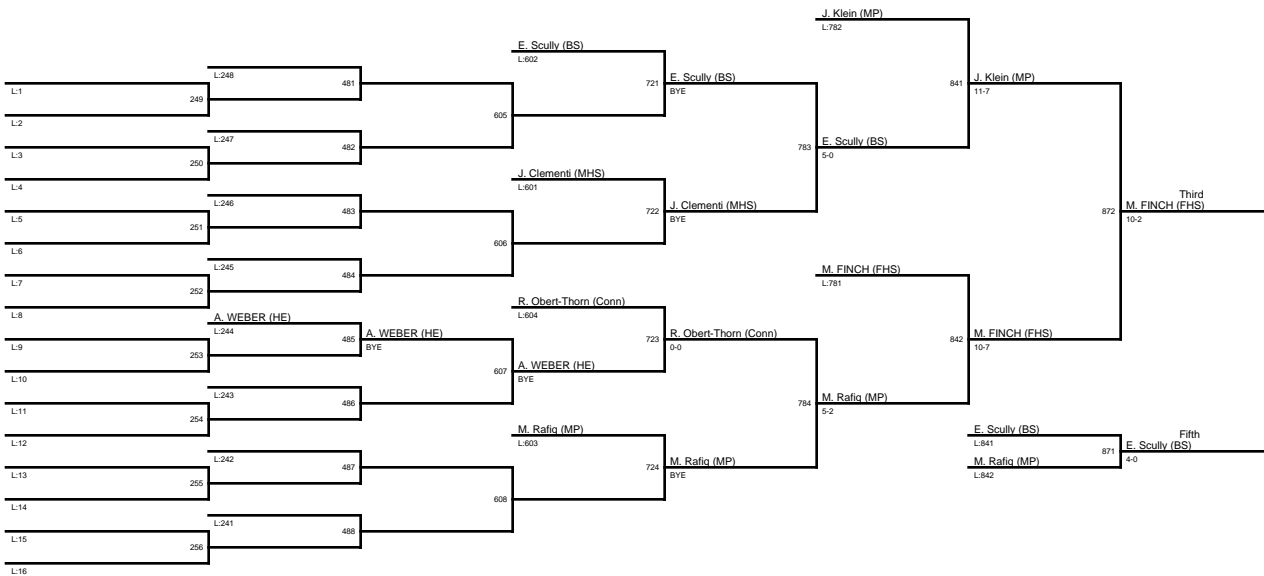 J. Klein (MP)
L:782
E. Scully (BS)
L:602
L:248
481
721
E. Scully (BS)
BYE
841
J. Klein (MP)
11-7
L:1
249
L:2
605
L:247
482
783
E. Scully (BS)
5-0
L:3
250
L:4
J. Clementi (MHS)
L:601
L:246
483
722
J. Clementi (MHS)
BYE
872
Third
M. FINCH (FHS)
10-2
L:5
251
L:6
606
L:245
484
M. FINCH (FHS)
L:781
L:7
252
L:8
R. Obert-Thorn (Conn)
L:604
A. WEBER (HE)
L:244
485
A. WEBER (HE)
BYE
723
R. Obert-Thorn (Conn)
0-0
842
M. FINCH (FHS)
10-7
L:9
253
L:10
607
A. WEBER (HE)
BYE
L:243
486
784
M. Rafiq (MP)
5-2
L:11
254
L:12
M. Rafiq (MP)
L:603
E. Scully (BS)
L:841
871
Fifth
E. Scully (BS)
4-0
M. Rafiq (MP)
L:842
L:242
487
724
M. Rafiq (MP)
BYE
L:13
255
L:14
608
L:241
488
L:15
256
L:16